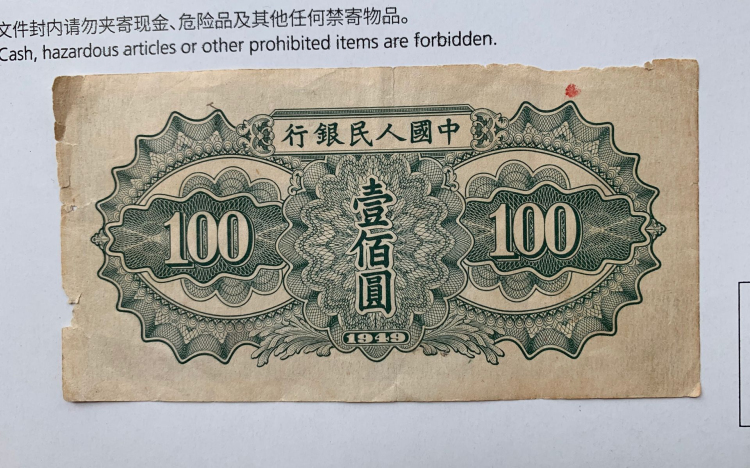 文件封内请勿夹寄现金、危险品及其他任何禁寄物品。
Cash, hazardous articles or other prohibited items are forbidden.
中國人民銀行
100
壹佰圓
100
1949